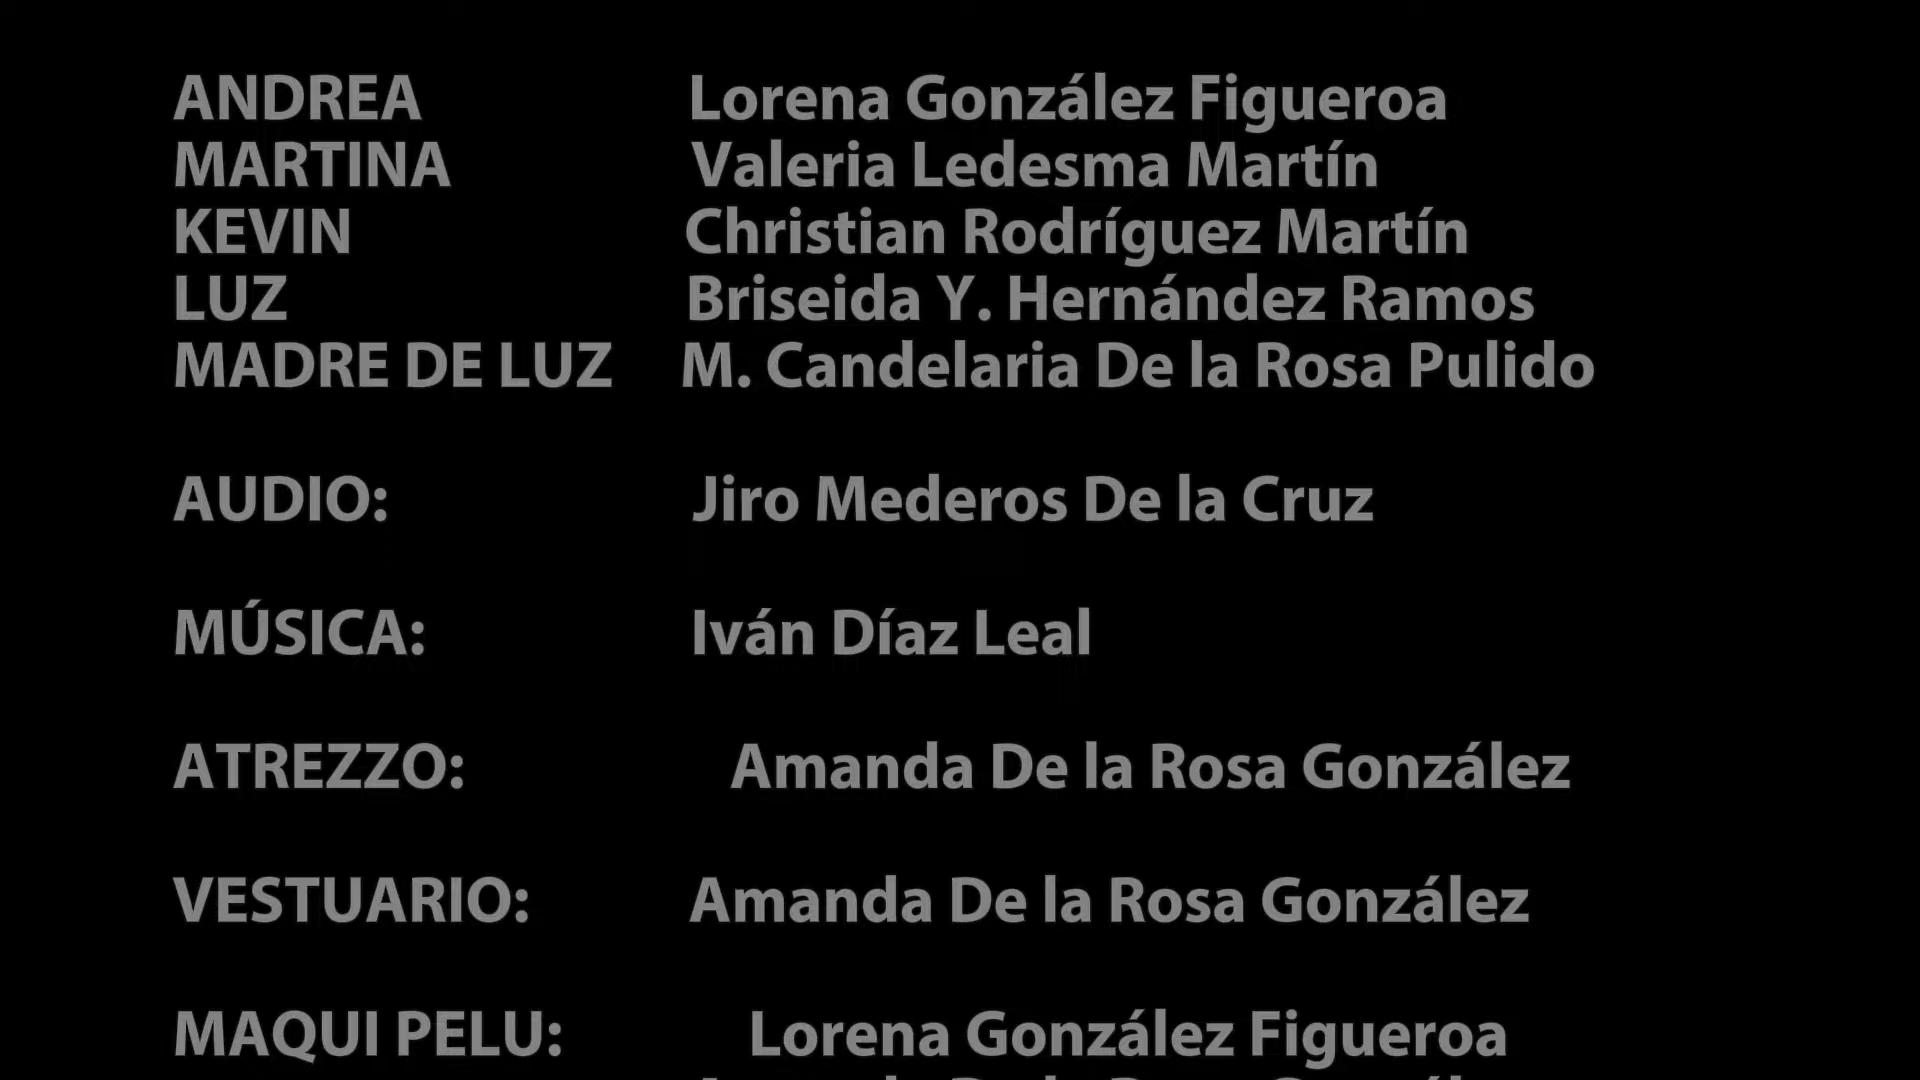 ANDREA Lorena González Figueroa
MARTINA Valeria Ledesma Martín
KEVIN Christian Rodríguez Martín
LUZ Briseida Y. Hernández Ramos
MADRE DE LUZ M. Candelaria De la Rosa Pulido
AUDIO: Jiro Mederos De la Cruz
MÚSICA: Iván Díaz Leal
ATREZZO: Amanda De la Rosa González
VESTUARIO: Amanda De la Rosa González
MAQUI PELU: Lorena González Figueroa